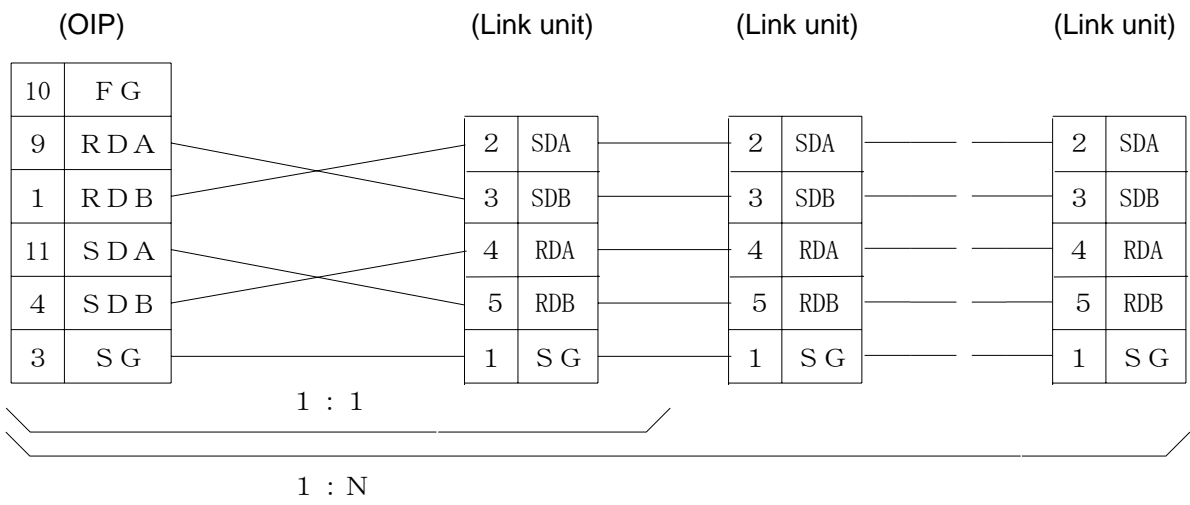 (OIP) (Link unit) (Link unit) (Link unit)
10 FG
9 RDA 2 SDA 2 SDA 2 SDA
1 RDB 3 SDB 3 SDB 3 SDB
11 SDA 4 RDA 4 RDA 4 RDA
4 SDB 5 RDB 5 RDB 5 RDB
3 SG 1 SG 1 SG 1 SG
1 : 1
1 : N